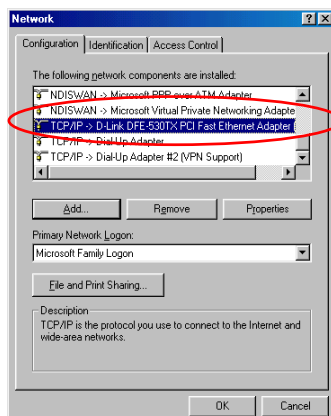 Network
Configuration Identification Access Control
The following network components are installed:
NDISWAN -> Microsoft PPP over ATM Adapter
NDISWAN -> Microsoft Virtual Private Networking Adapte
TCP/IP -> D-Link DFE-530TX PCI Fast Ethernet Adapter
TCP/IP -> Dial-Up Adapter
TCP/IP -> Dial-Up Adapter #2 (VPN Support)
Add... Remove Properties
Primary Network Logon:
Microsoft Family Logon
File and Print Sharing...
Description
TCP/IP is the protocol you use to connect to the Internet and
wide-area networks.
OK Cancel